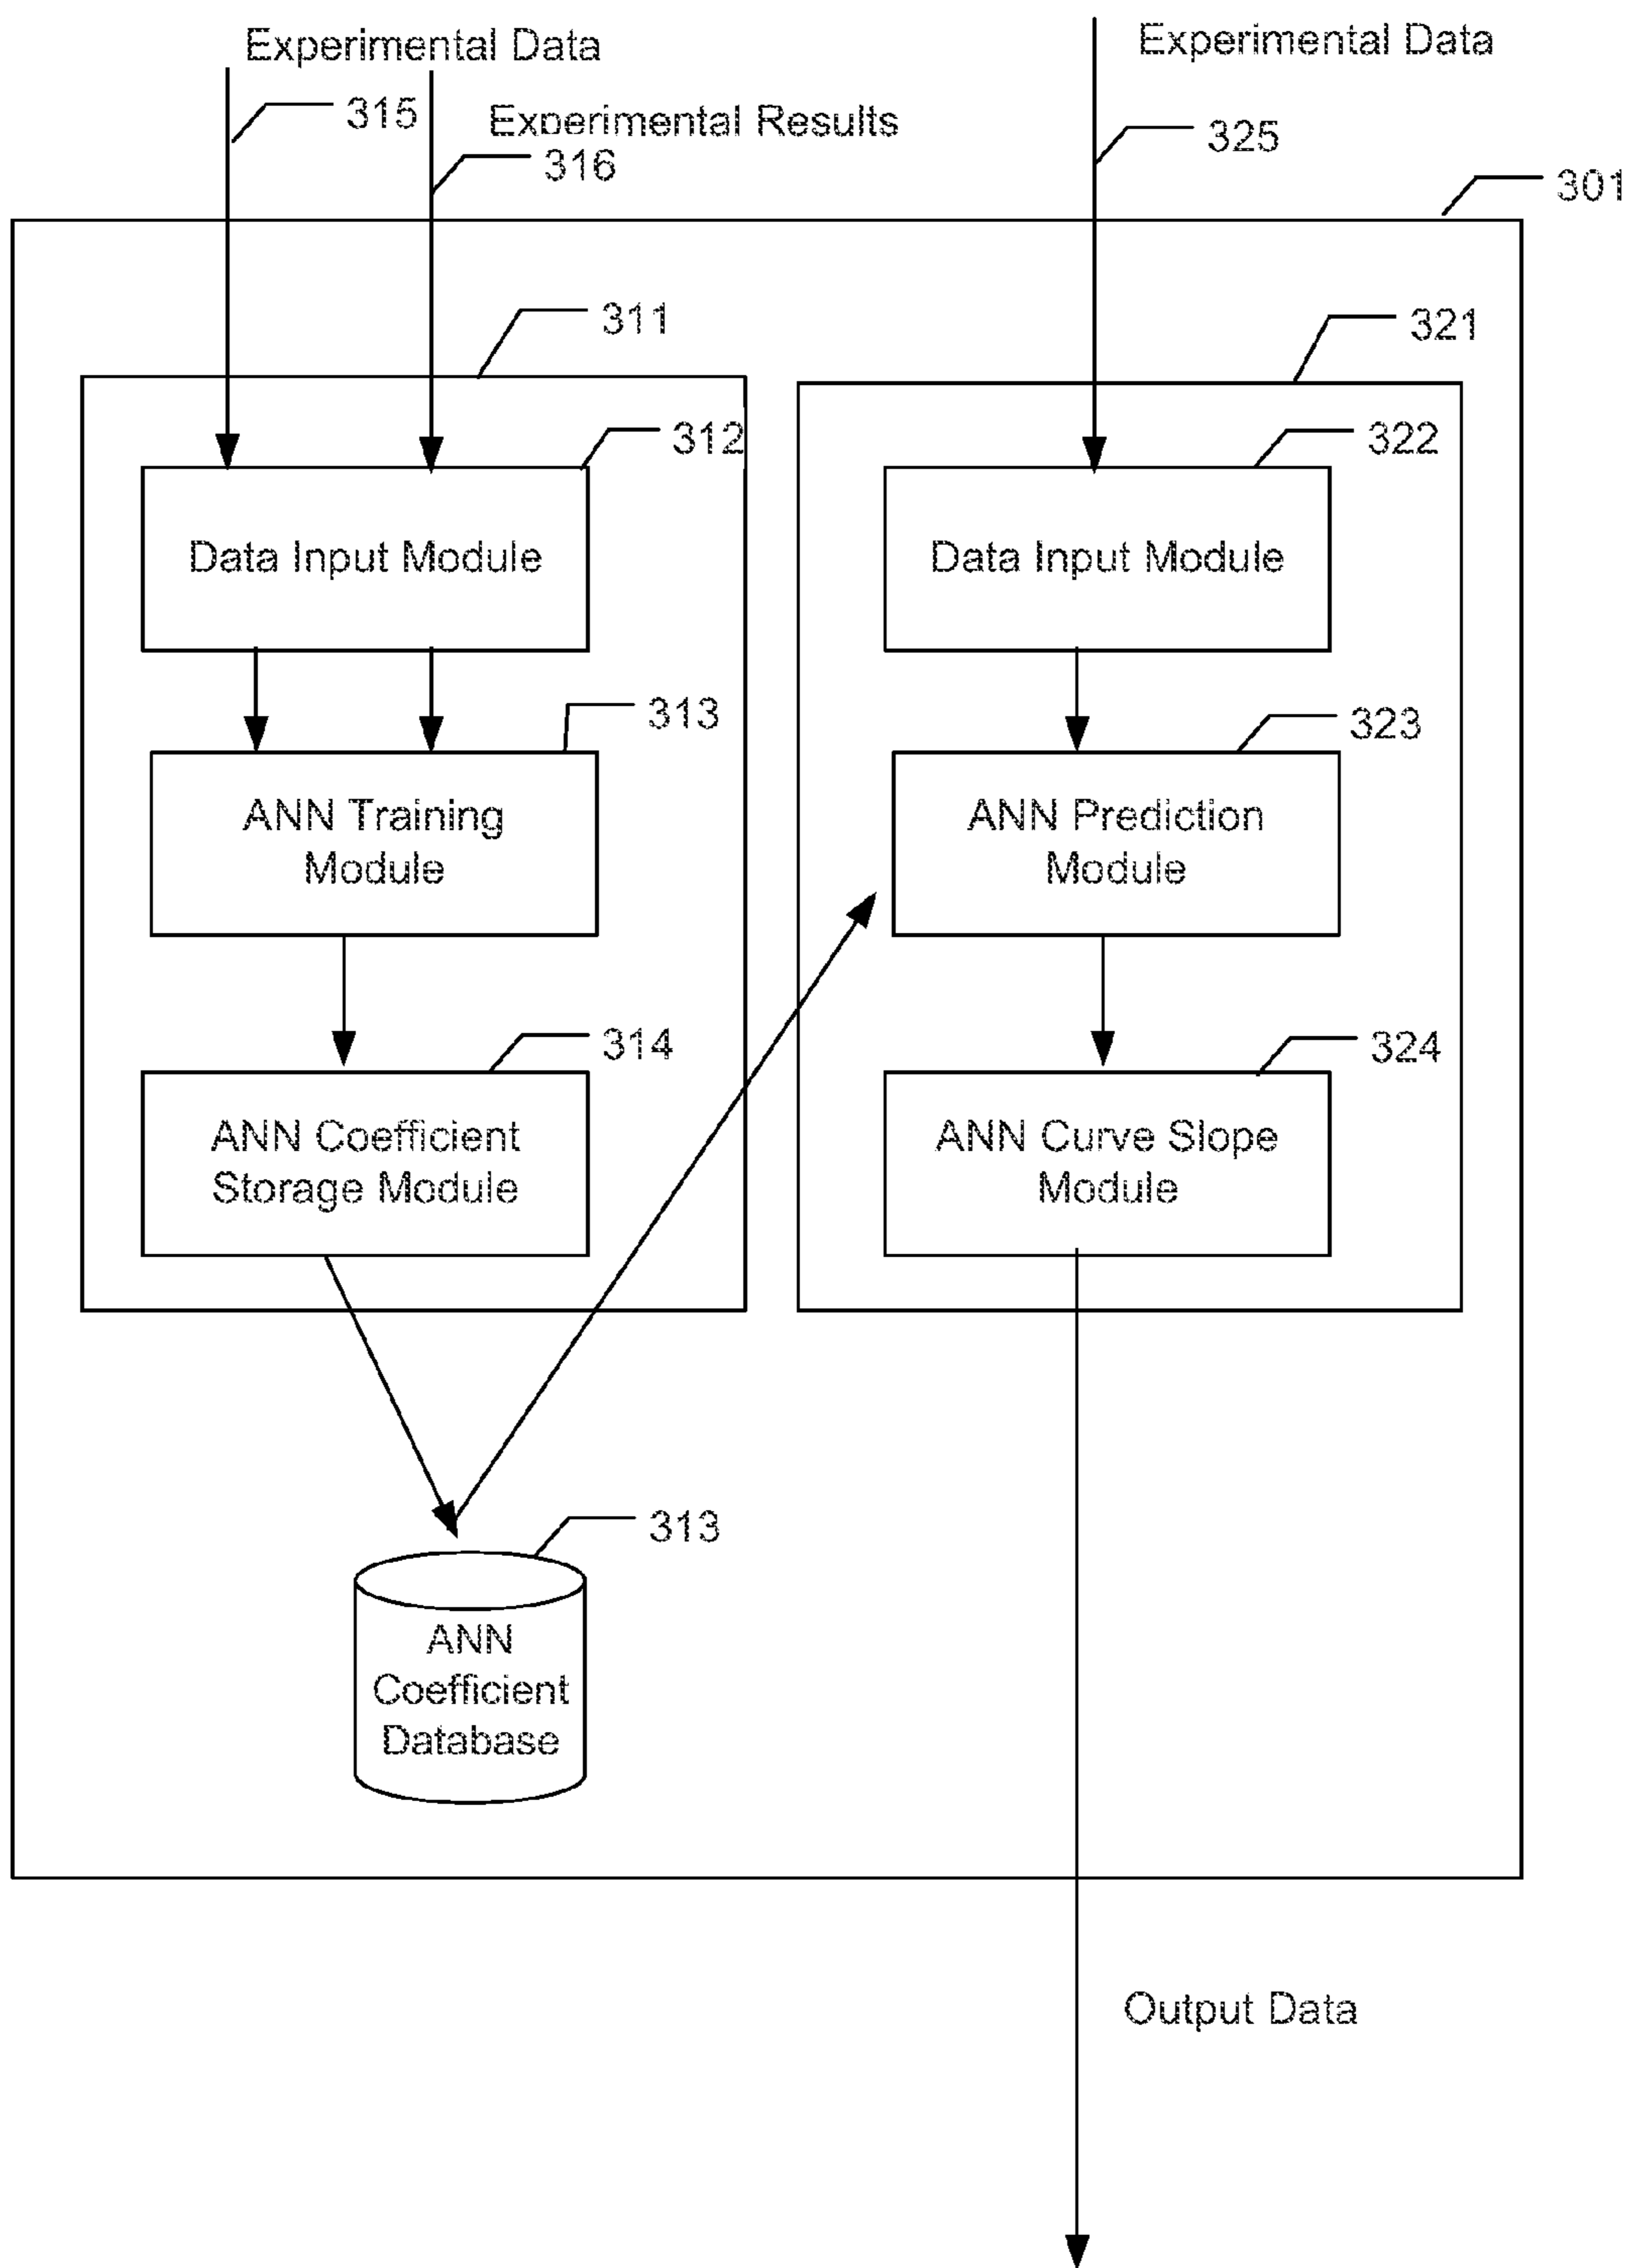 Experimental Data
Experimental Data
315
Experimental Results
316
325
301
311
321
312
322
Data Input Module
Data Input Module
313
323
ANN Training
Module
ANN Prediction
Module
314
324
ANN Coefficient
Storage Module
ANN Curve Slope
Module
313
ANN
Coefficient
Database
Output Data